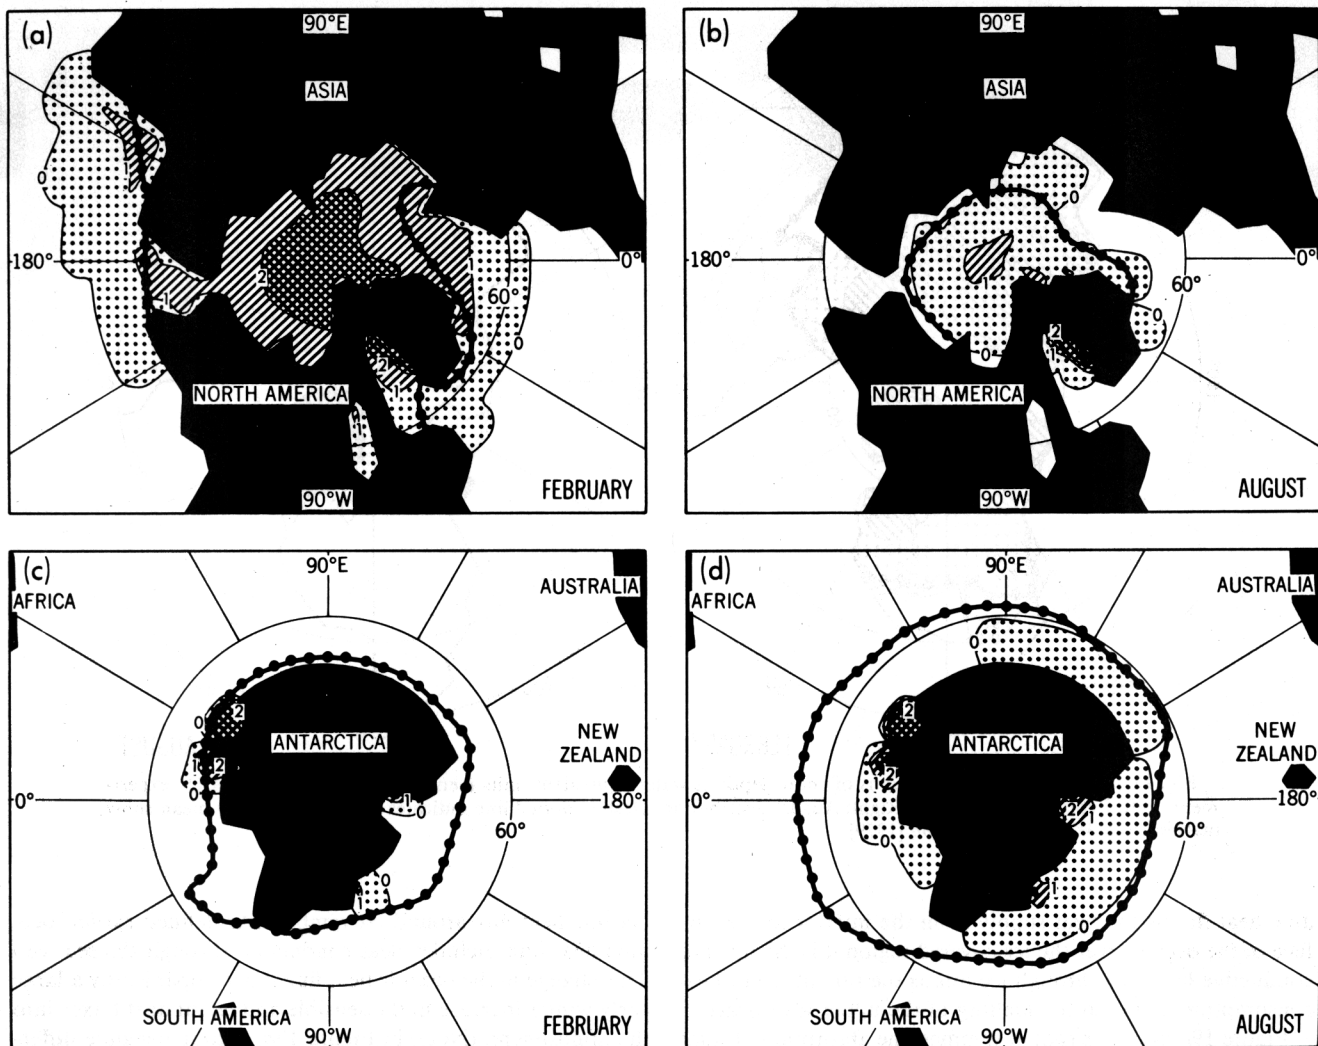 (a)
90°E
ASIA
0
1
180°
0°
2
1
60°
0
2
1
NORTH AMERICA
1
90°W
FEBRUARY
(b)
90°E
ASIA
0
180°
0°
1
60°
0
2
1
0
NORTH AMERICA
90°W
AUGUST
(c)
90°E
AFRICA
AUSTRALIA
0
2
ANTARCTICA
NEW
ZEALAND
1
2
0°
0
1
0
180°
60°
0
1
SOUTH AMERICA
90°W
FEBRUARY
(d)
90°E
AFRICA
0
2
ANTARCTICA
NEW
ZEALAND
1
2
0°
2
1
180°
60°
0
1
0
SOUTH AMERICA
90°W
AUGUST
AUSTRALIA